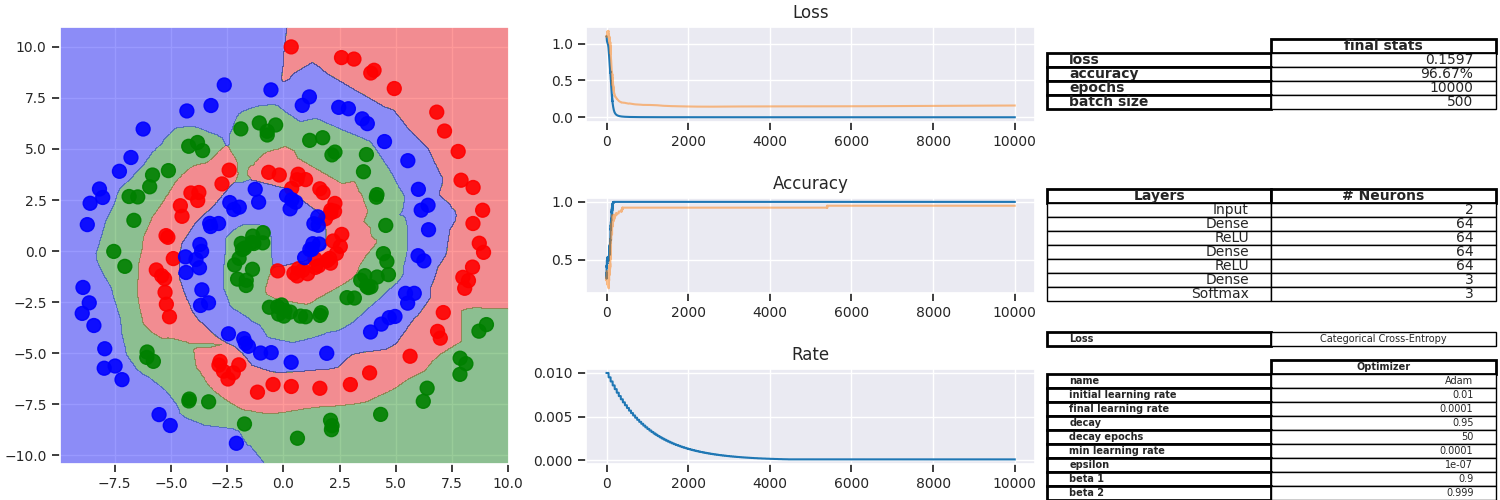 10.0
7.5
5.0
2.5
0.0
−2.5
−5.0
−7.5
−10.0
−7.5 −5.0 −2.5 0.0 2.5 5.0 7.5 10.0
Loss
1.0
0.5
0.0
0 2000 4000 6000 8000 10000
Accuracy
1.0
0.5
0 2000 4000 6000 8000 10000
Rate
0.010
0.005
0.000
0 2000 4000 6000 8000 10000
final stats
loss 0.1597
accuracy 96.67%
epochs 10000
batch size 500
Layers # Neurons
Input 2
Dense 64
ReLU 64
Dense 64
ReLU 64
Dense 3
Softmax 3
Loss Categorical Cross-Entropy
Optimizer
name Adam
initial learning rate 0.01
final learning rate 0.0001
decay 0.95
decay epochs 50
min learning rate 0.0001
epsilon 1e-07
beta 1 0.9
beta 2 0.999